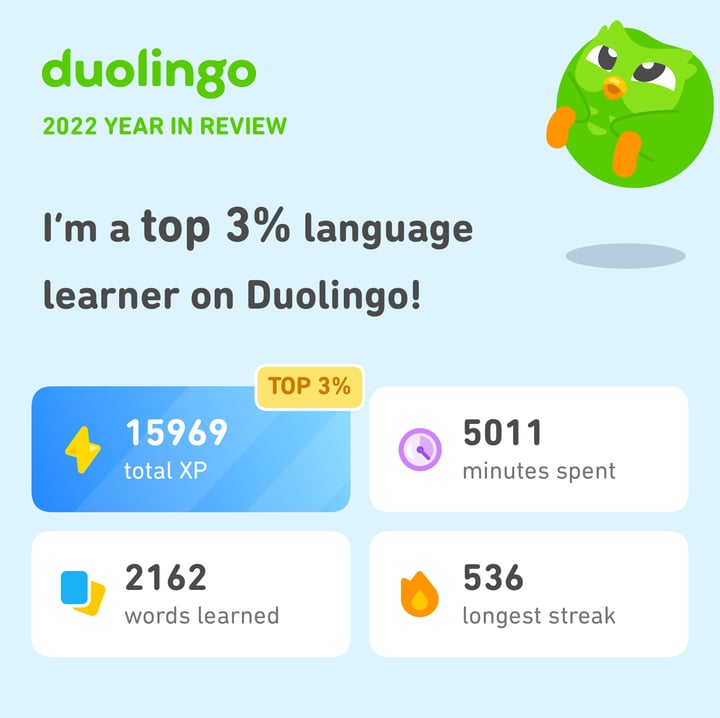 duolingo
2022 YEAR IN REVIEW
I'm a top 3% language
learner on Duolingo!
TOP 3%
15969
total XP
5011
minutes spent
2162
words learned
536
longest streak